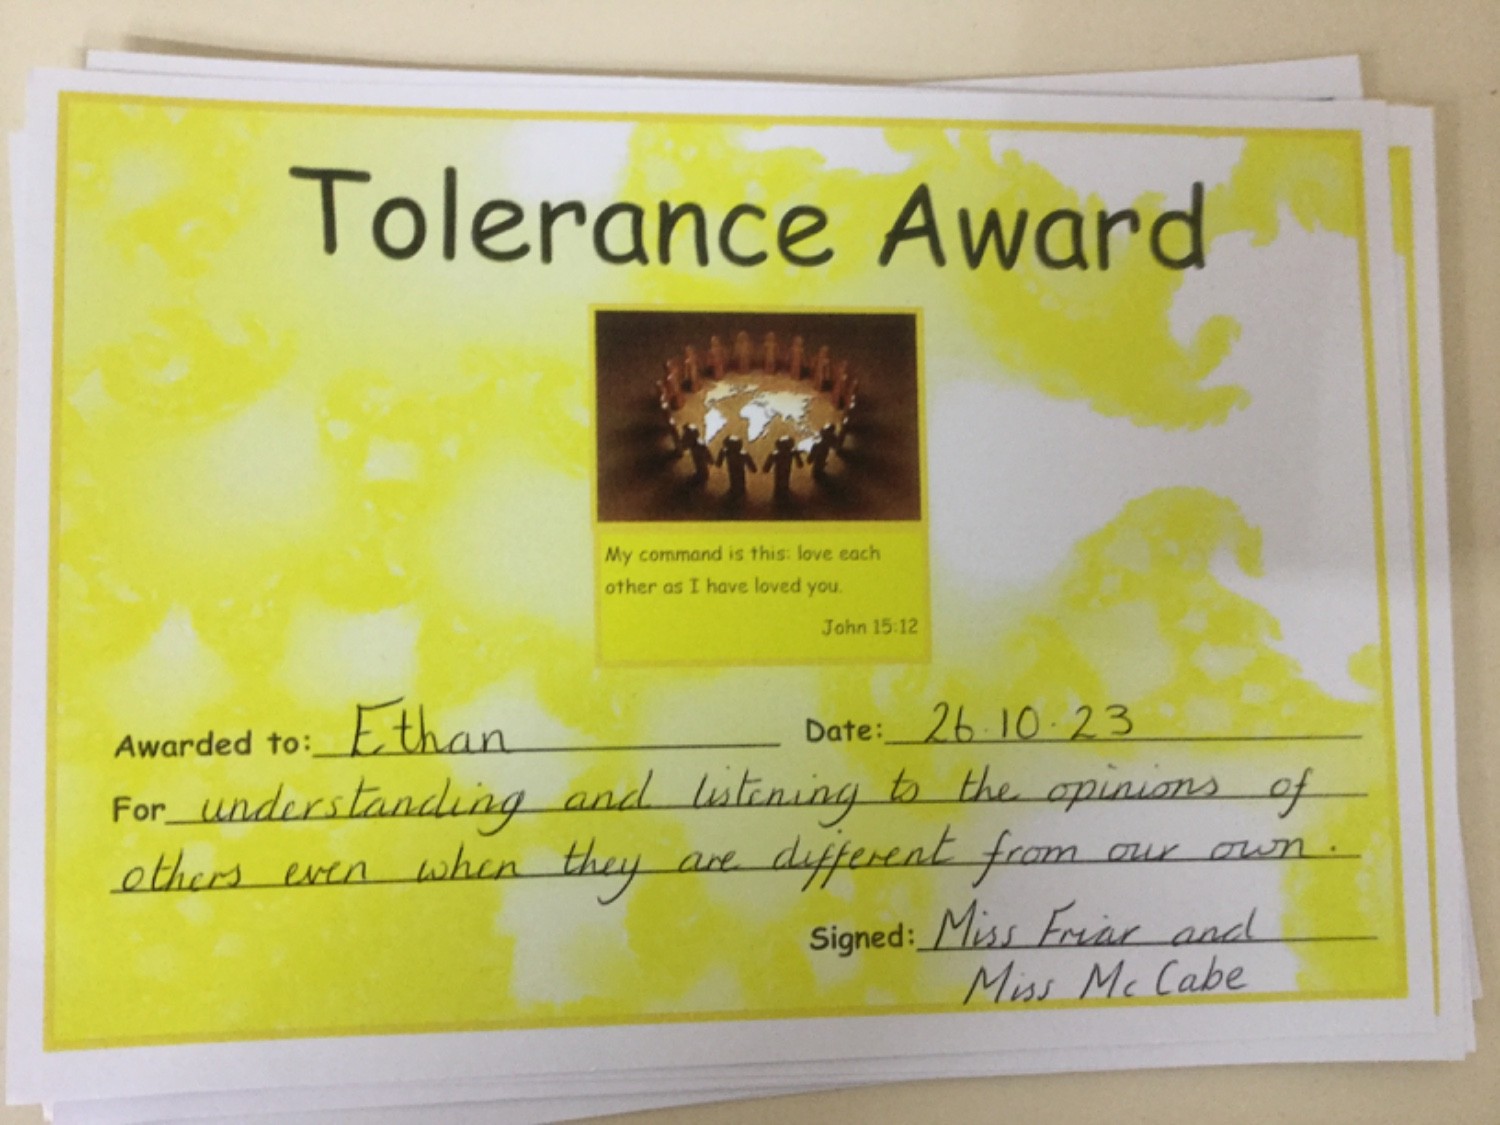 Tolerance Award
My command is this: love each
other as I have loved you.
John 15:12
Awarded to: Ethan Date: 26.10.23
For understanding and listening to the opinions of
others even when they are different from our own.
Signed: Miss Friar and
Miss McCabe